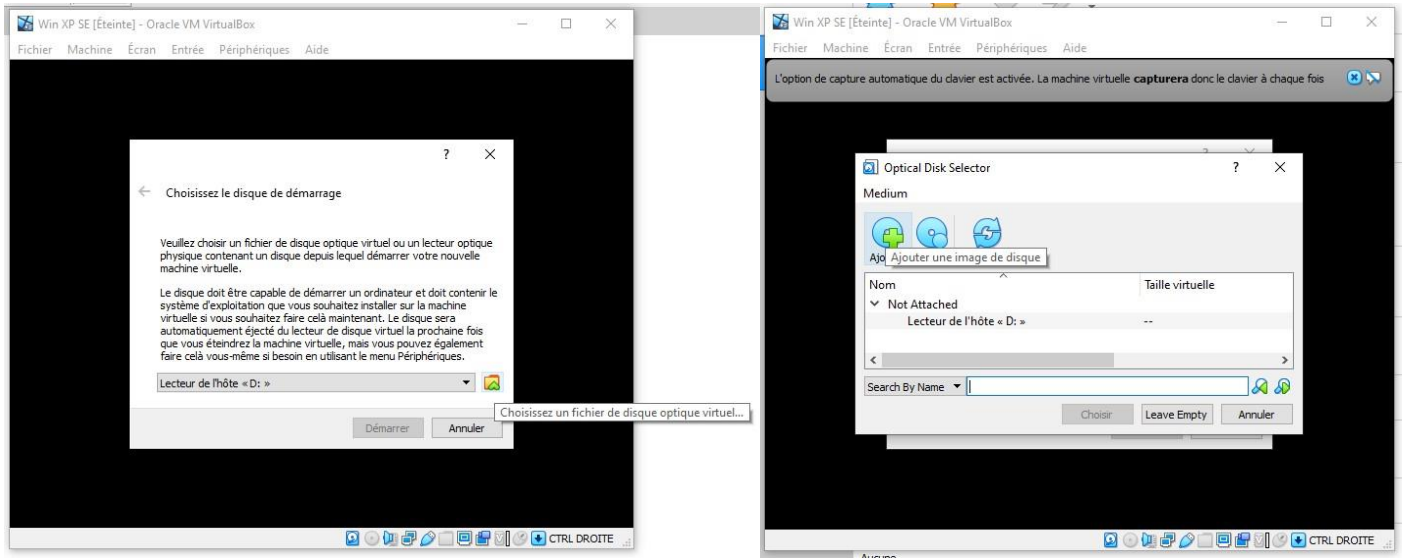 Win XP SE [Éteinte] - Oracle VM VirtualBox
Fichier Machine Écran Entrée Périphériques Aide
?
Choisissez le disque de démarrage
Veuillez choisir un fichier de disque optique virtuel ou un lecteur optique
physique contenant un disque depuis lequel démarrer votre nouvelle
machine virtuelle.
Le disque doit être capable de démarrer un ordinateur et doit contenir le
système d'exploitation que vous souhaitez installer sur la machine
virtuelle si vous souhaitez faire celà maintenant. Le disque sera
automatiquement éjecté du lecteur de disque virtuel la prochaine fois
que vous éteindrez la machine virtuelle, mais vous pouvez également
faire celà vous-même si besoin en utilisant le menu Périphériques.
Lecteur de l'hôte « D: »
Choisissez un fichier de disque optique virtuel...
Démarrer Annuler
CTRL DROITE
Win XP SE [Éteinte] - Oracle VM VirtualBox
Fichier Machine Écran Entrée Périphériques Aide
L'option de capture automatique du clavier est activée. La machine virtuelle capturera donc le clavier à chaque fois
Optical Disk Selector ?
Medium
Ajo
Ajouter une image de disque
Nom Taille virtuelle
Not Attached
Lecteur de l'hôte « D: » --
Search By Name
Choisir Leave Empty Annuler
CTRL DROITE